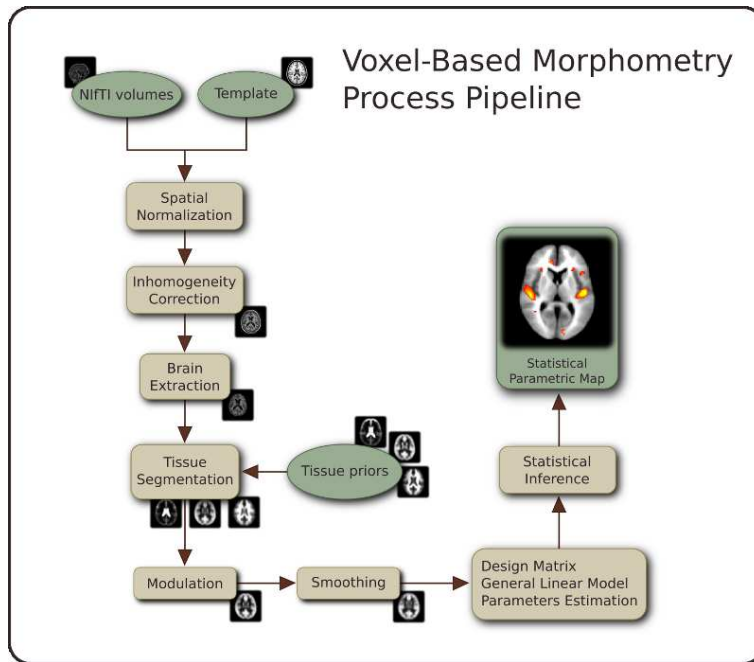 Voxel-Based Morphometry
Process Pipeline
NIfTI volumes
Template
Spatial
Normalization
Inhomogeneity
Correction
Brain
Extraction
Tissue
Segmentation
Tissue priors
Modulation
Smoothing
Design Matrix
General Linear Model
Parameters Estimation
Statistical
Inference
Statistical
Parametric Map